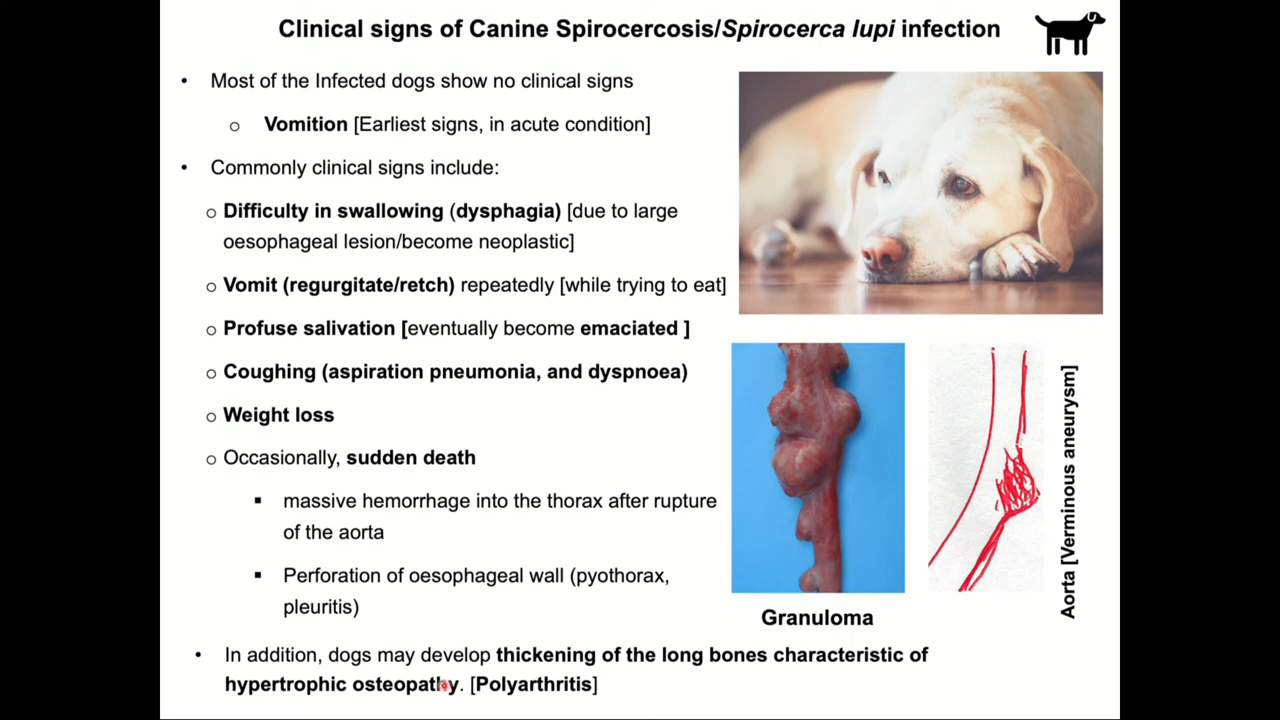 Clinical signs of Canine Spirocercosis/Spirocerca lupi infection
• Most of the Infected dogs show no clinical signs
o Vomition [Earliest signs, in acute condition]
• Commonly clinical signs include:
o Difficulty in swallowing (dysphagia) [due to large
oesophageal lesion/become neoplastic]
o Vomit (regurgitate/retch) repeatedly [while trying to eat]
o Profuse salivation [eventually become emaciated ]
o Coughing (aspiration pneumonia, and dyspnoea)
o Weight loss
o Occasionally, sudden death
▪ massive hemorrhage into the thorax after rupture
of the aorta
▪ Perforation of oesophageal wall (pyothorax,
pleuritis)
Granuloma
Aorta [Verminous aneurysm]
• In addition, dogs may develop thickening of the long bones characteristic of
hypertrophic osteopathy. [Polyarthritis]